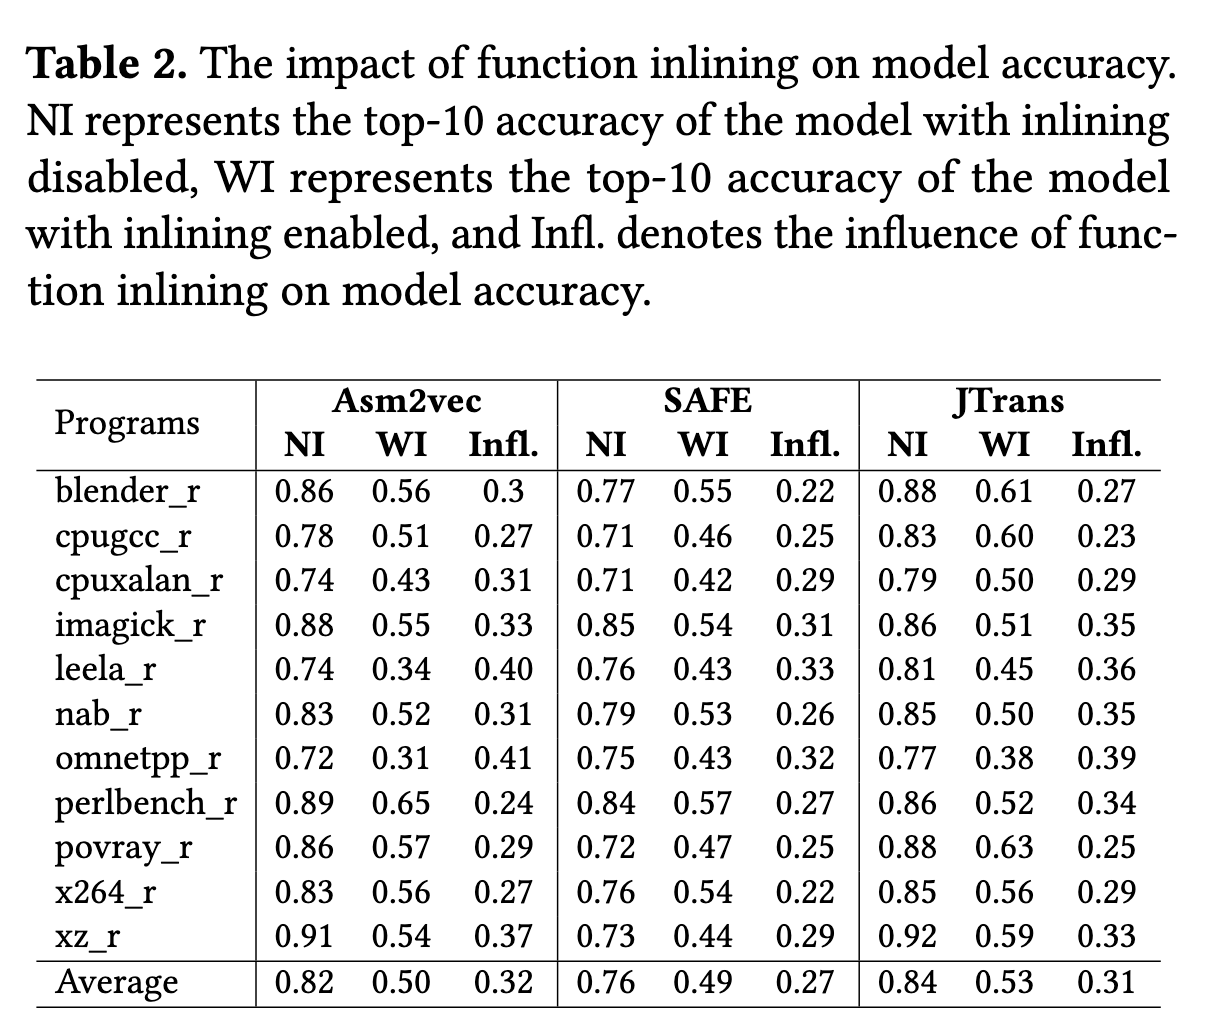 Table 2. The impact of function inlining on model accuracy.
NI represents the top-10 accuracy of the model with inlining
disabled, WI represents the top-10 accuracy of the model
with inlining enabled, and Infl. denotes the influence of func-
tion inlining on model accuracy.
Programs Asm2vec SAFE JTrans
NI WI Infl. NI WI Infl. NI WI Infl.
blender_r 0.86 0.56 0.3 0.77 0.55 0.22 0.88 0.61 0.27
cpugcc_r 0.78 0.51 0.27 0.71 0.46 0.25 0.83 0.60 0.23
cpuxalan_r 0.74 0.43 0.31 0.71 0.42 0.29 0.79 0.50 0.29
imagick_r 0.88 0.55 0.33 0.85 0.54 0.31 0.86 0.51 0.35
leela_r 0.74 0.34 0.40 0.76 0.43 0.33 0.81 0.45 0.36
nab_r 0.83 0.52 0.31 0.79 0.53 0.26 0.85 0.50 0.35
omnetpp_r 0.72 0.31 0.41 0.75 0.43 0.32 0.77 0.38 0.39
perlbench_r 0.89 0.65 0.24 0.84 0.57 0.27 0.86 0.52 0.34
povray_r 0.86 0.57 0.29 0.72 0.47 0.25 0.88 0.63 0.25
x264_r 0.83 0.56 0.27 0.76 0.54 0.22 0.85 0.56 0.29
xz_r 0.91 0.54 0.37 0.73 0.44 0.29 0.92 0.59 0.33
Average 0.82 0.50 0.32 0.76 0.49 0.27 0.84 0.53 0.31